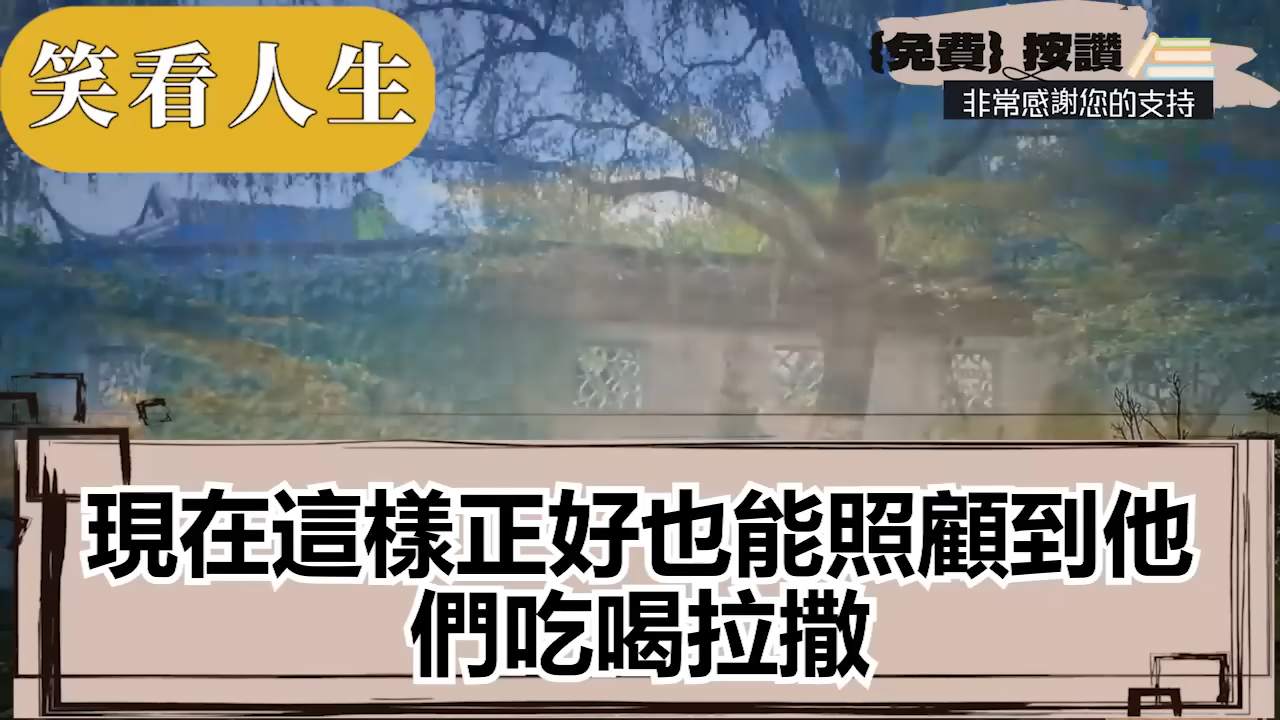 笑看人生
{免費} 按讚
非常感謝您的支持
現在這樣正好也能照顧到他
們吃喝拉撒